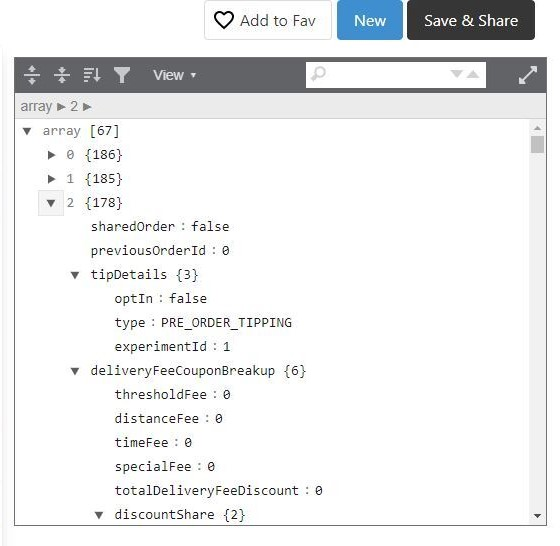 Add to Fav New Save & Share
View
array ▶ 2 ▶
array [67]
0 {186}
1 {185}
2 {178}
sharedOrder : false
previousOrderId : 0
tipDetails {3}
optIn : false
type : PRE_ORDER_TIPPING
experimentId : 1
deliveryFeeCouponBreakup {6}
thresholdFee : 0
distanceFee : 0
timeFee : 0
specialFee : 0
totalDeliveryFeeDiscount : 0
discountShare {2}